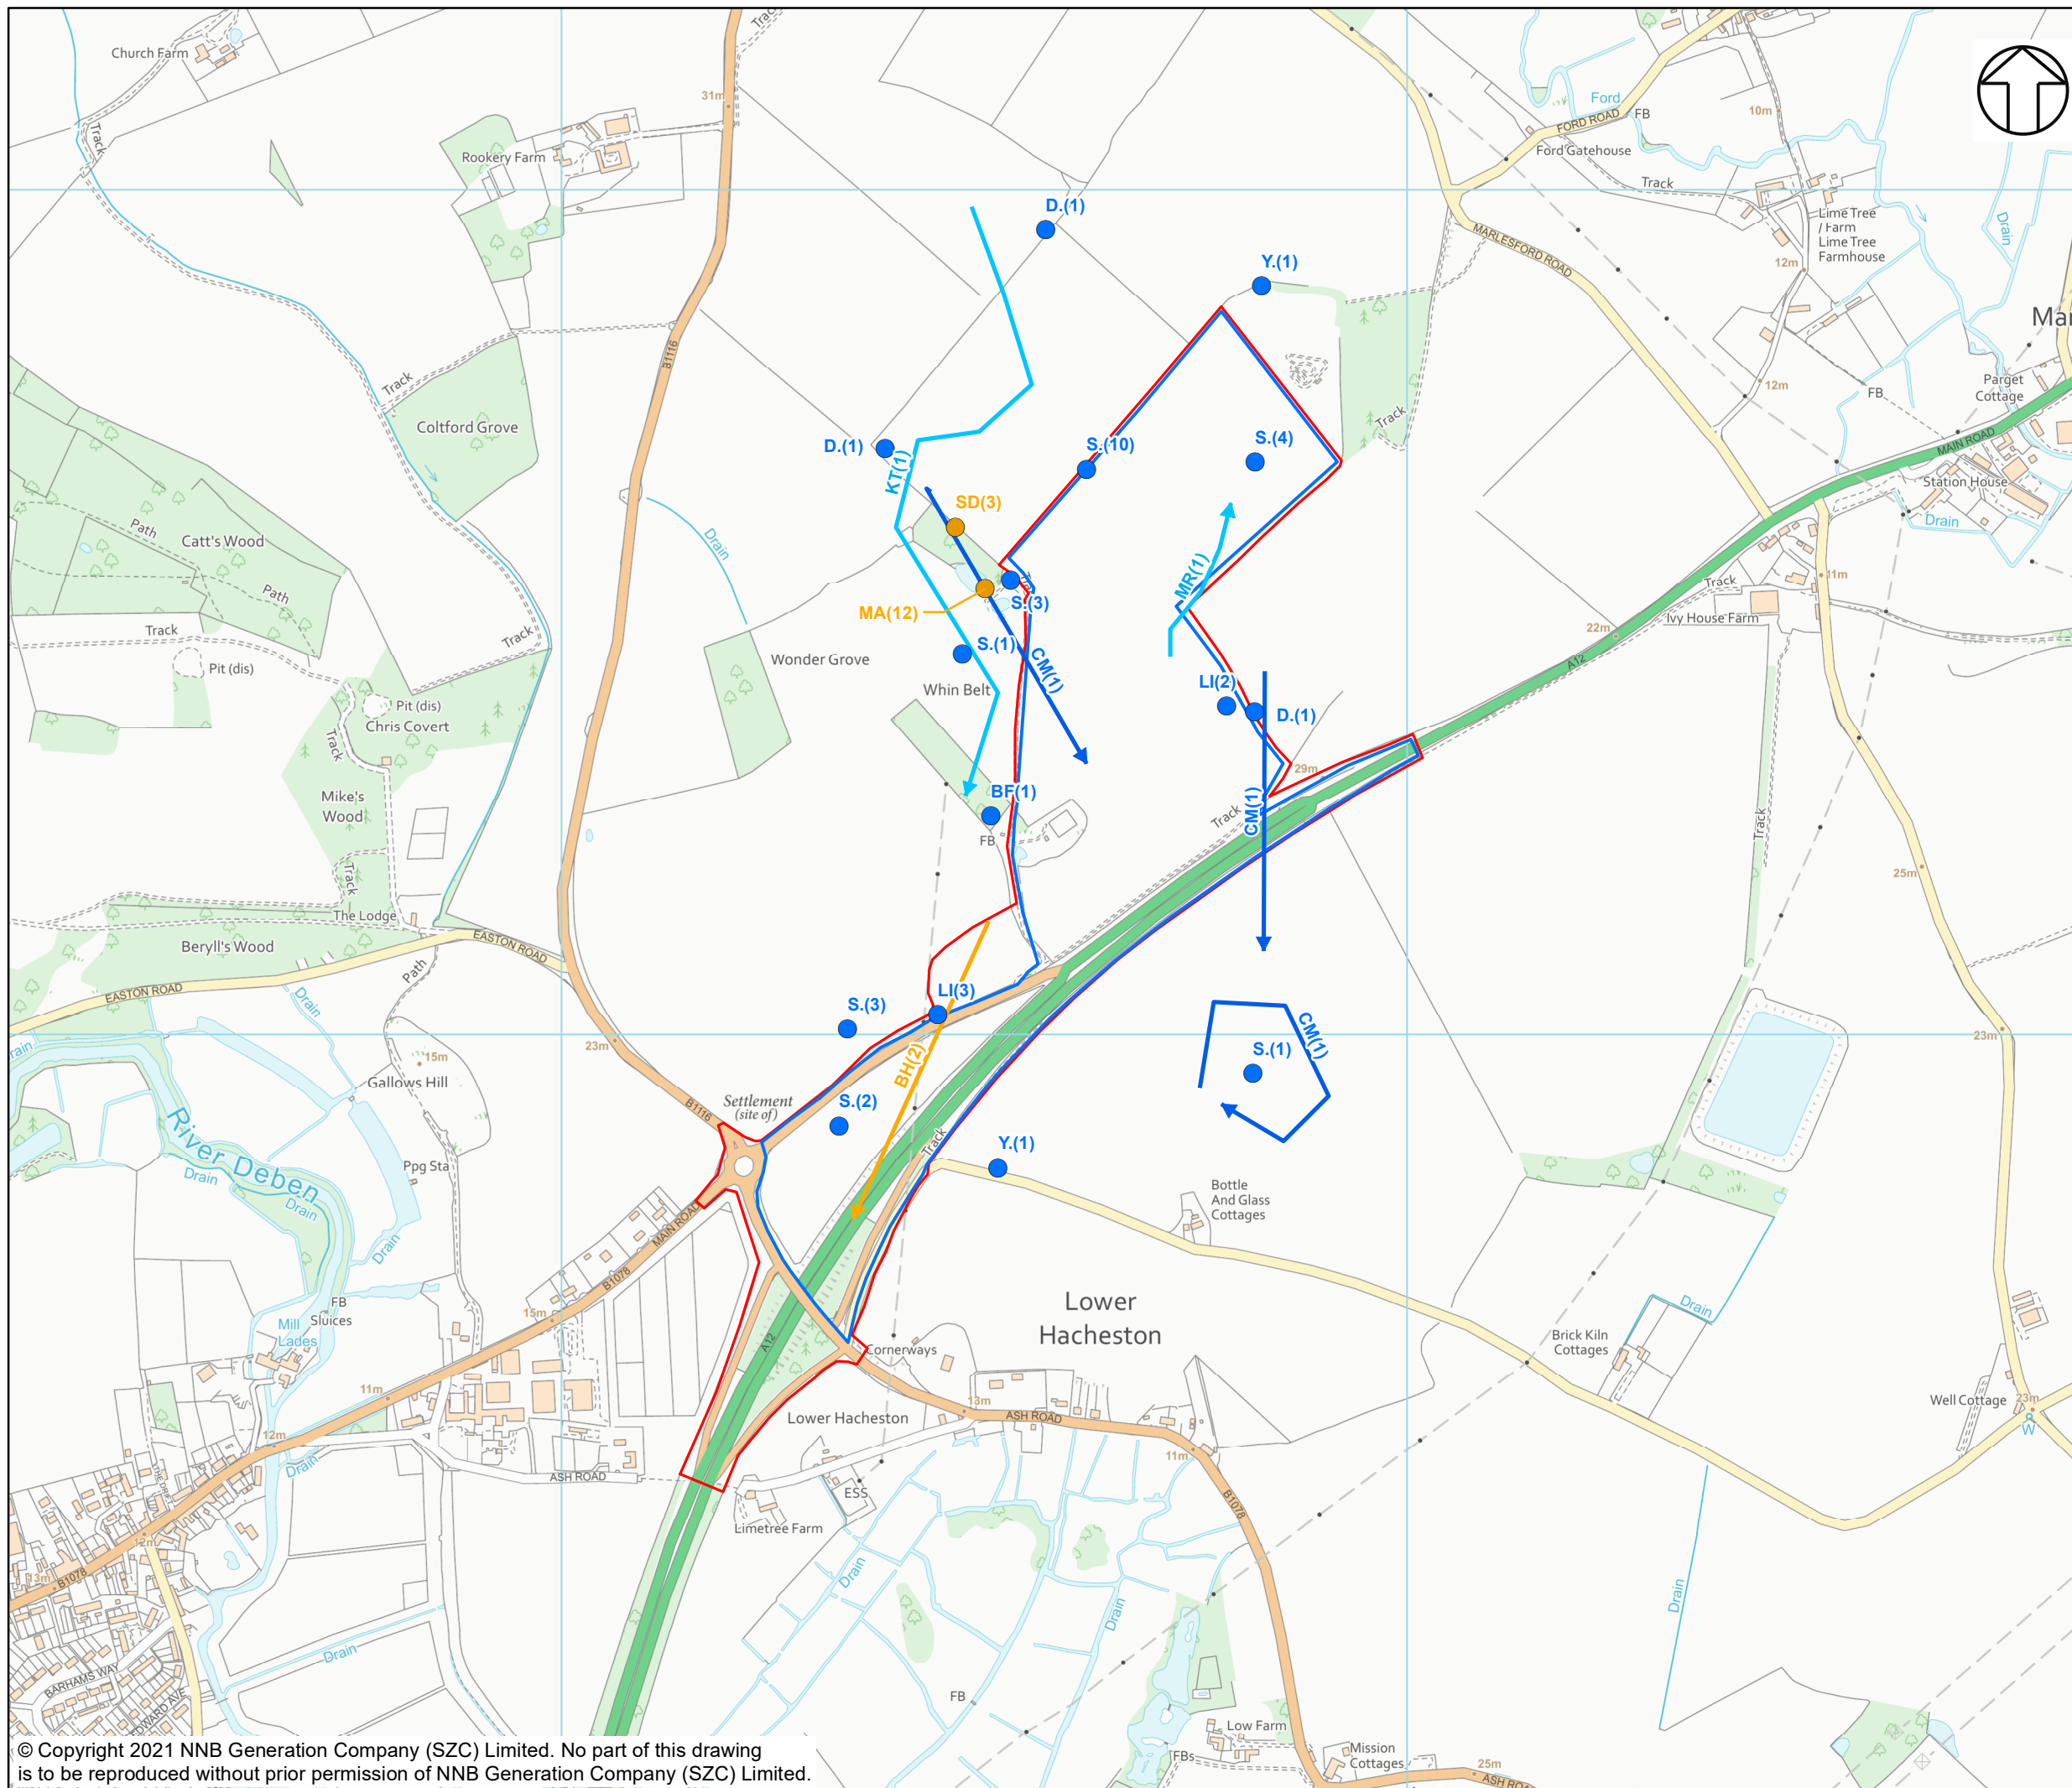 Track
Church Farm
31m
Track
Rookery Farm
Ford
FORD ROAD
FB
10m
Ford Gatehouse
Track
Lime Tree
/ Farm
Lime Tree
Farmhouse
Drain
D.(1)
MARLESFORD ROAD
12m
Y.(1)
B1116
Track
Coltford Grove
Track
12m
FB
Parget
Cottage
MAIN ROAD
Station House
Drain
D.(1)
KT(1)
S.(10)
S.(4)
SD(3)
Path
Catt's Wood
Path
Drain
MA(12)
S.(3)
MR(1)
Track
11m
Ivy House Farm
22m
A12
Track
Track
Pit (dis)
Wonder Grove
S.(1)
CM(1)
Whin Belt
LI(2)
D.(1)
Pit (dis)
Chris Covert
Track
29m
Mike's
Wood
BF(1)
FB
Track
CM(1)
Track
25m
Track
The Lodge
Beryll's Wood
EASTON ROAD
EASTON ROAD
Path
Drain
LI(3)
S.(3)
23m
23m
15m
Gallows Hill
BH(2)
CM(1)
S.(1)
Settlement
(site of)
B1116
S.(2)
Track
Y.(1)
River Deben
Drain
Drain
Drain
Ppg Sta
Bottle
And Glass
Cottages
MAIN ROAD
B1078
FB
Sluices
Mill
Lades
15m
A12
Lower
Hacheston
Cornerways
Drain
Brick Kiln
Cottages
11m
13m
ASH ROAD
Lower Hacheston
Well Cottage
23m
W
12m
Drain
ASH ROAD
11m
ESS
Limetree Farm
B1078
12m
13m
B1078
Drain
Drain
Drain
Drain
BARHAMS WAY
EDWARD AVE
FB
Low Farm
FBs
Mission
Cottages
25m
© Copyright 2021 NNB Generation Company (SZC) Limited. No part of this drawing
is to be reproduced without prior permission of NNB Generation Company (SZC) Limited.